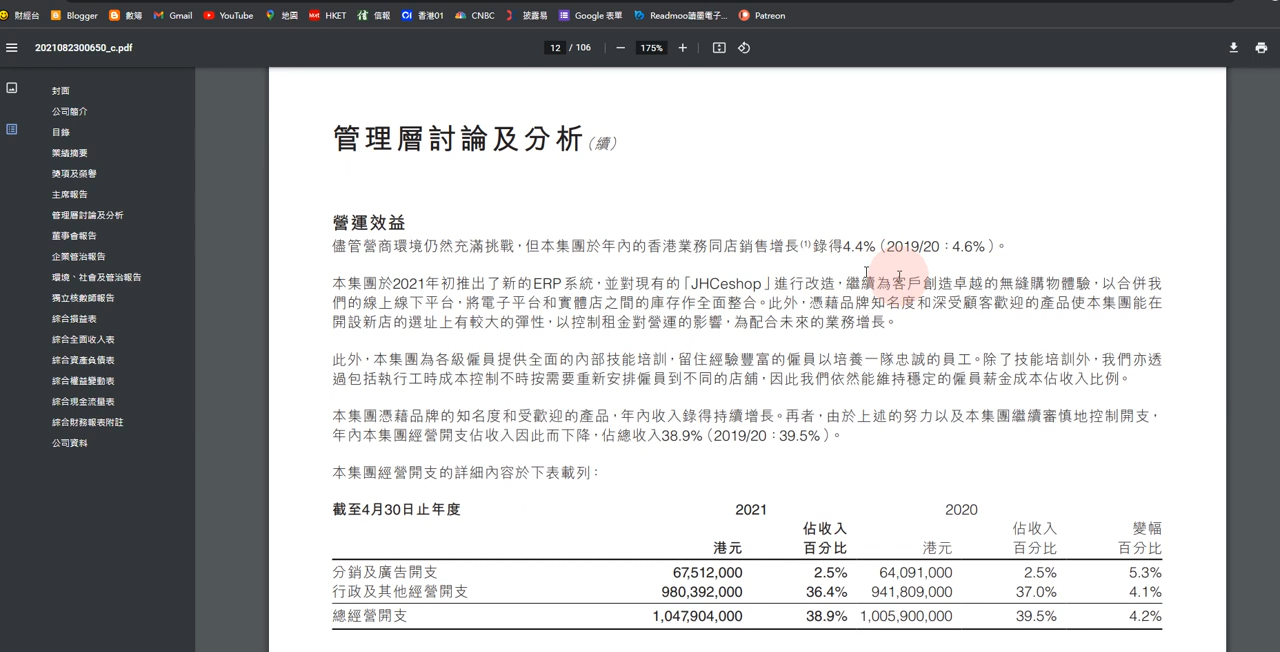 財經台 Blogger 數簿 Gmail YouTube 地圖 HKET 信報 香港01 CNBC 披露易 Google 表單 Readmoo讀墨電子... Patreon
2021082300650_c.pdf 12 / 106 175%
封面
公司簡介
目錄
業績摘要
獎項及榮譽
主席報告
管理層討論及分析
董事會報告
企業管治報告
環境、社會及管治報告
獨立核數師報告
綜合損益表
綜合全面收入表
綜合資產負債表
綜合權益變動表
綜合現金流量表
綜合財務報表附註
公司資料
管理層討論及分析(續)
營運效益
儘管營商環境仍然充滿挑戰，但本集團於年內的香港業務同店銷售增長⁽¹⁾錄得4.4%（2019/20：4.6%）。
本集團於2021年初推出了新的ERP系統，並對現有的「JHCeshop」進行改造，繼續為客戶創造卓越的無縫購物體驗，以合併我
們的線上線下平台，將電子平台和實體店之間的庫存作全面整合。此外，憑藉品牌知名度和深受顧客歡迎的產品使本集團能在
開設新店的選址上有較大的彈性，以控制租金對營運的影響，為配合未來的業務增長。
此外，本集團為各級僱員提供全面的內部技能培訓，留住經驗豐富的僱員以培養一隊忠誠的員工。除了技能培訓外，我們亦透
過包括執行工時成本控制不時按需要重新安排僱員到不同的店舖，因此我們依然能維持穩定的僱員薪金成本佔收入比例。
本集團憑藉品牌的知名度和受歡迎的產品，年內收入錄得持續增長。再者，由於上述的努力以及本集團繼續審慎地控制開支，
年內本集團經營開支佔收入因此而下降，佔總收入38.9%（2019/20：39.5%）。
本集團經營開支的詳細內容於下表載列：
截至4月30日止年度 2021 2020
佔收入 佔收入 變幅
港元 百分比 港元 百分比 百分比
分銷及廣告開支 67,512,000 2.5% 64,091,000 2.5% 5.3%
行政及其他經營開支 980,392,000 36.4% 941,809,000 37.0% 4.1%
總經營開支 1,047,904,000 38.9% 1,005,900,000 39.5% 4.2%